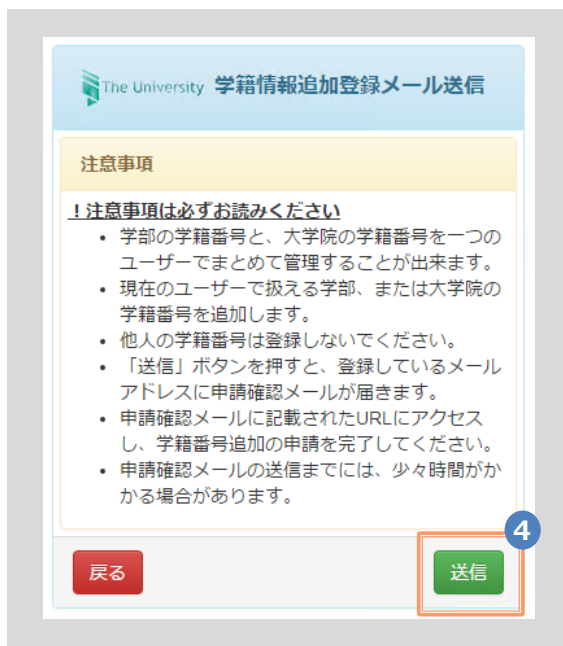 The University 学籍情報追加登録メール送信
注意事項
!注意事項は必ずお読みください
• 学部の学籍番号と、大学院の学籍番号を一つの
ユーザーでまとめて管理することが出来ます。
• 現在のユーザーで扱える学部、または大学院の
学籍番号を追加します。
• 他人の学籍番号は登録しないでください。
• 「送信」ボタンを押すと、登録しているメール
アドレスに申請確認メールが届きます。
• 申請確認メールに記載されたURLにアクセス
し、学籍番号追加の申請を完了してください。
• 申請確認メールの送信までには、少々時間がか
かる場合があります。
4
戻る
送信